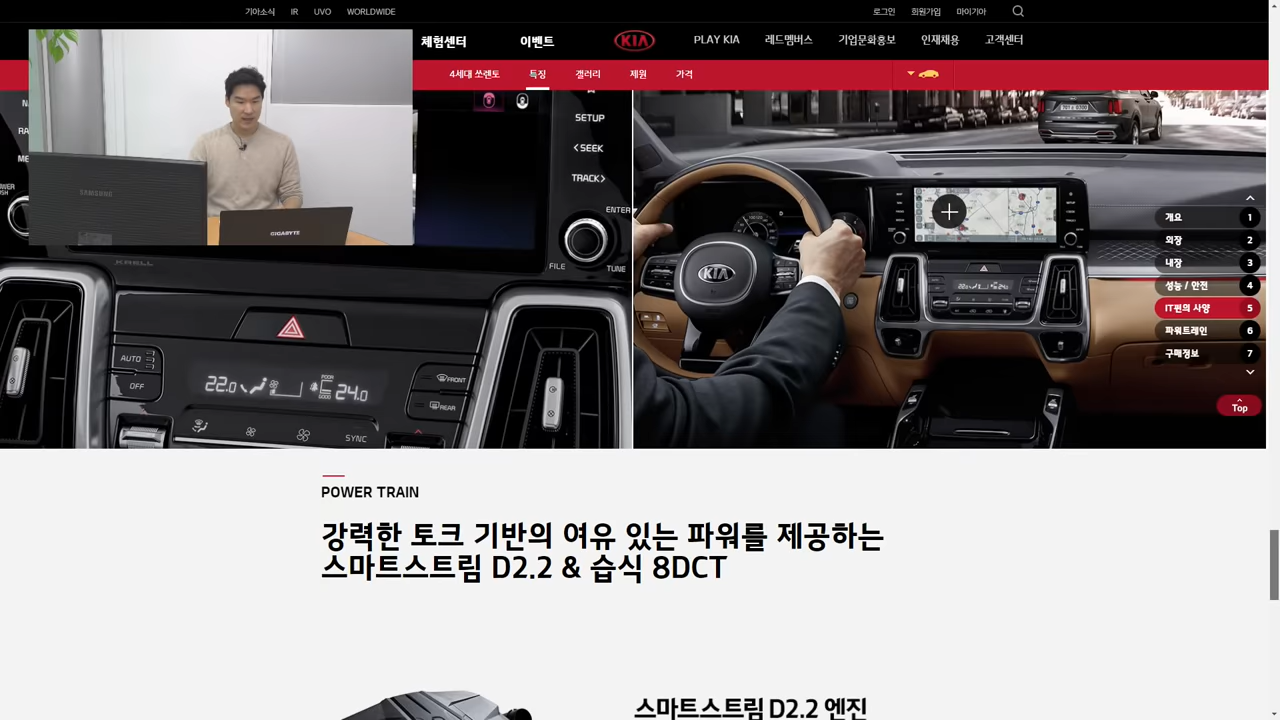 기아소식 IR UVO WORLDWIDE
로그인 회원가입 마이기아
체험센터 이벤트 KIA PLAY KIA 레드멤버스 기업문화홍보 인재채용 고객센터
4세대 쏘렌토 특징 갤러리 제원 가격
SAMSUNG
GIGABYTE
SETUP
SEEK
TRACK
ENTER
FILE
TUNE
KRELL
AUTO
OFF
22.0
POOR
GOOD
24.0
FRONT
REAR
SYNC
KIA
개요 1
외장 2
내장 3
성능 / 안전 4
IT편의 사양 5
파워트레인 6
구매정보 7
Top
POWER TRAIN
강력한 토크 기반의 여유 있는 파워를 제공하는
스마트스트림 D2.2 & 습식 8DCT
스마트스트림 D2.2 엔진